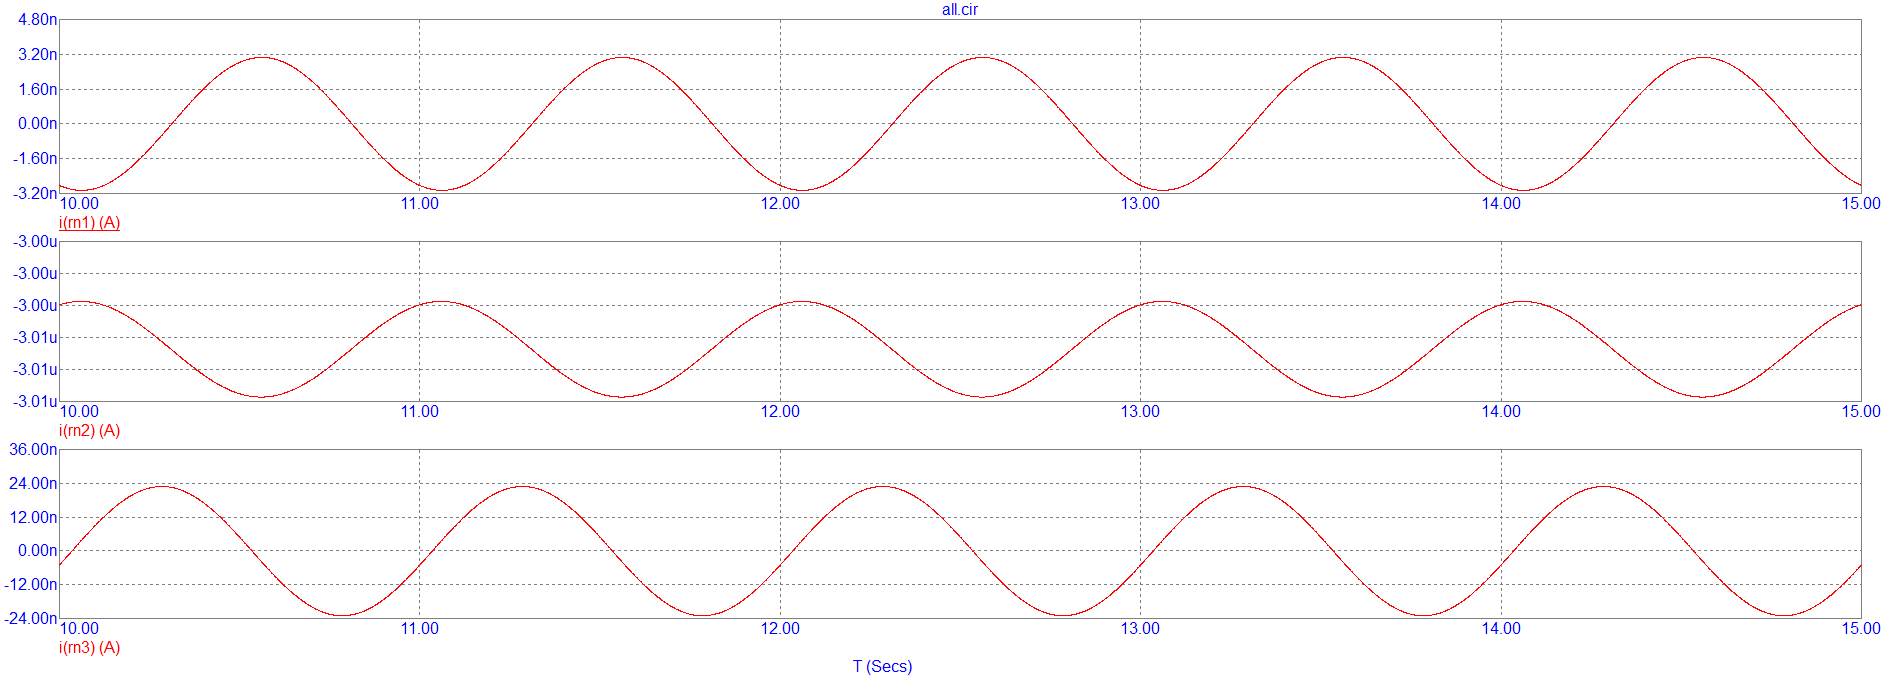 all.cir
4.80n
3.20n
1.60n
0.00n
-1.60n
-3.20n
10.00 11.00 12.00 13.00 14.00 15.00
i(rn1) (A)
-3.00u
-3.00u
-3.00u
-3.01u
-3.01u
-3.01u
10.00 11.00 12.00 13.00 14.00 15.00
i(rn2) (A)
36.00n
24.00n
12.00n
0.00n
-12.00n
-24.00n
10.00 11.00 12.00 13.00 14.00 15.00
i(rn3) (A)
T (Secs)